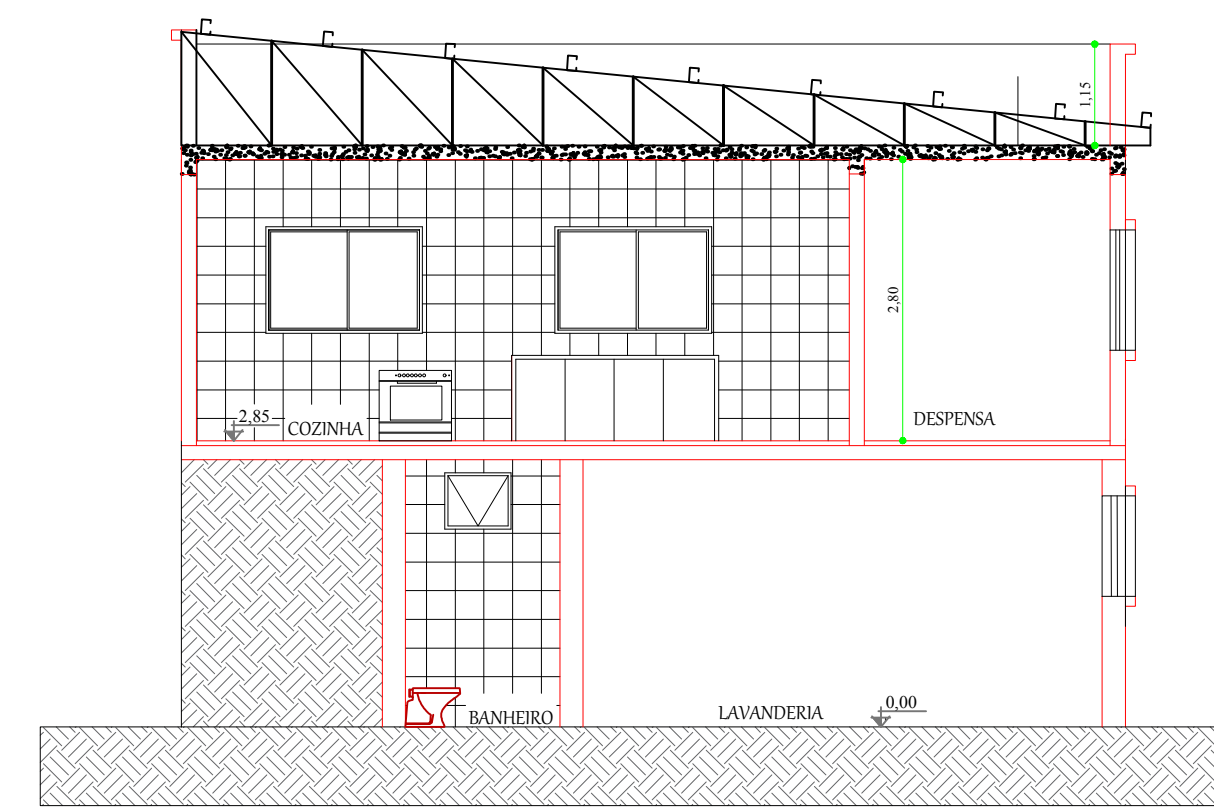 1,15
2,80
2,85
COZINHA
DESPENSA
BANHEIRO
LAVANDERIA
0,00